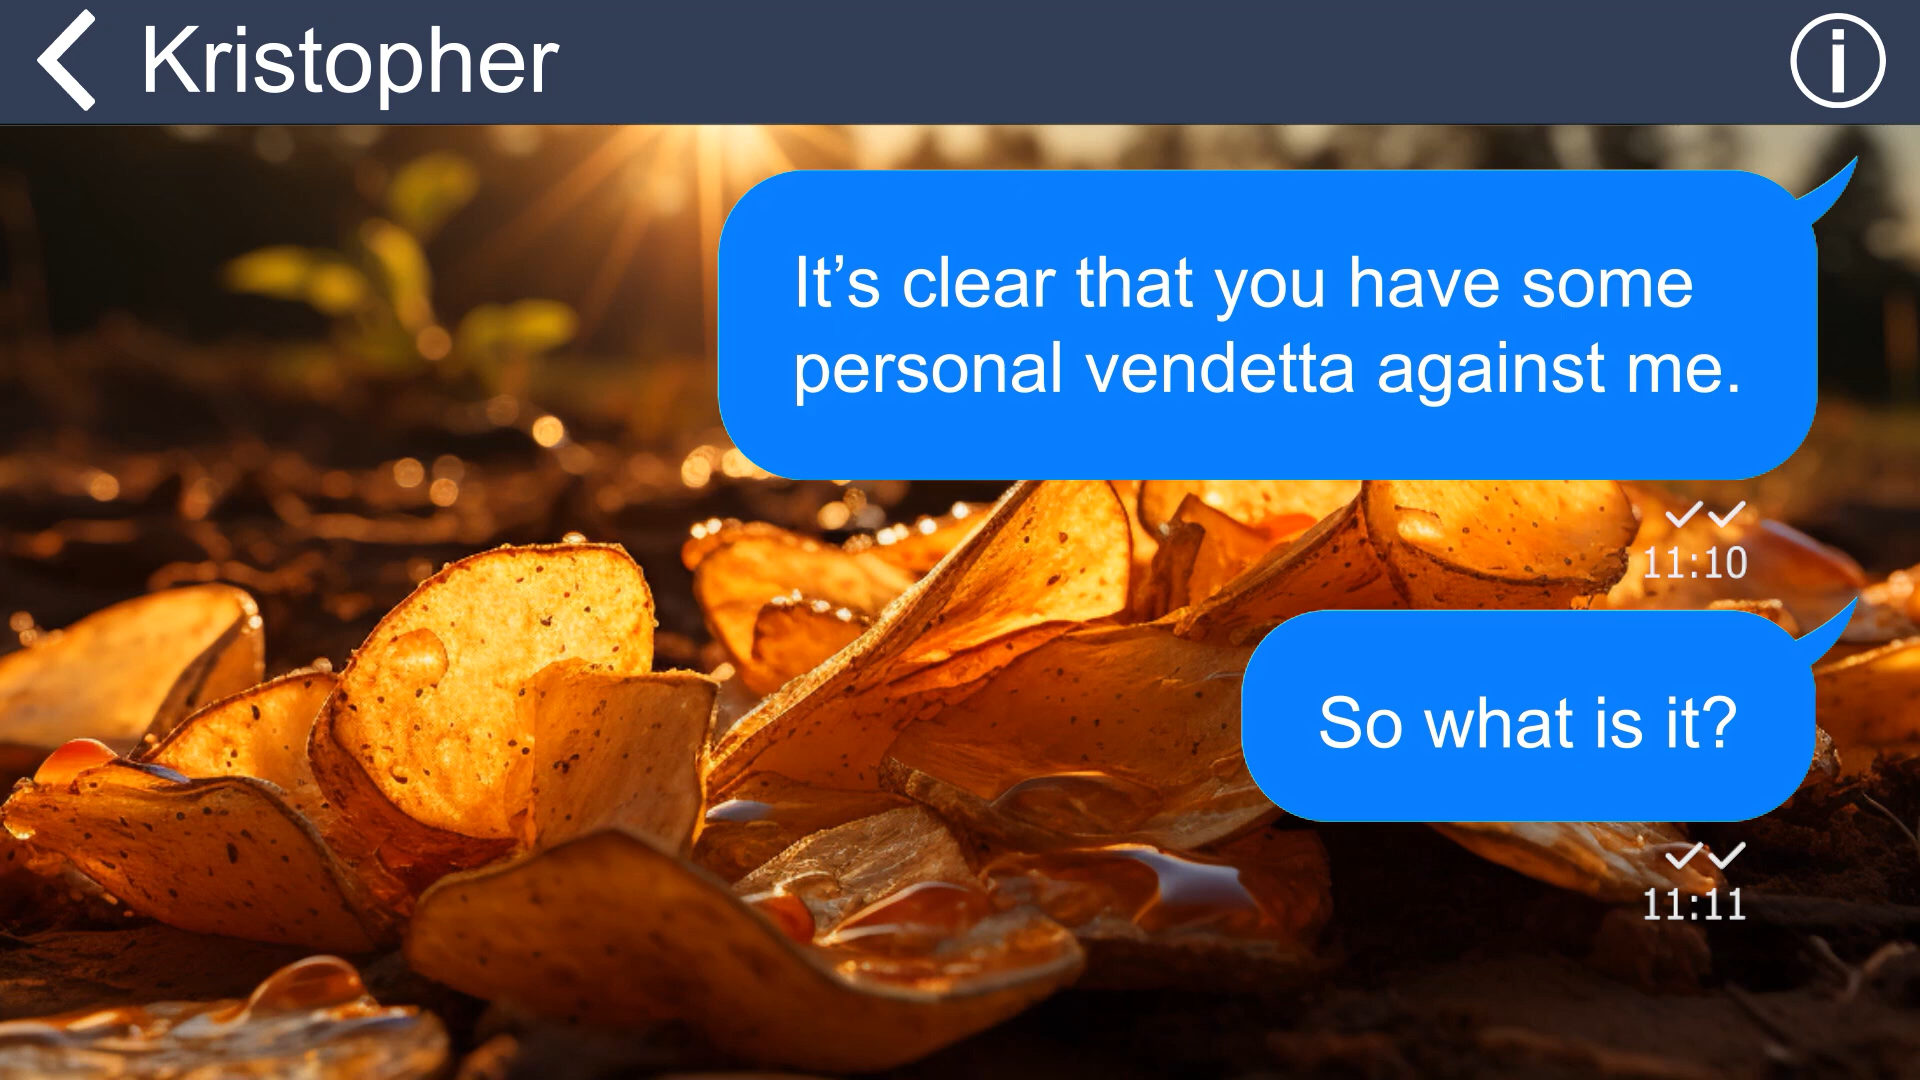 Kristopher
It’s clear that you have some
personal vendetta against me.
11:10
So what is it?
11:11